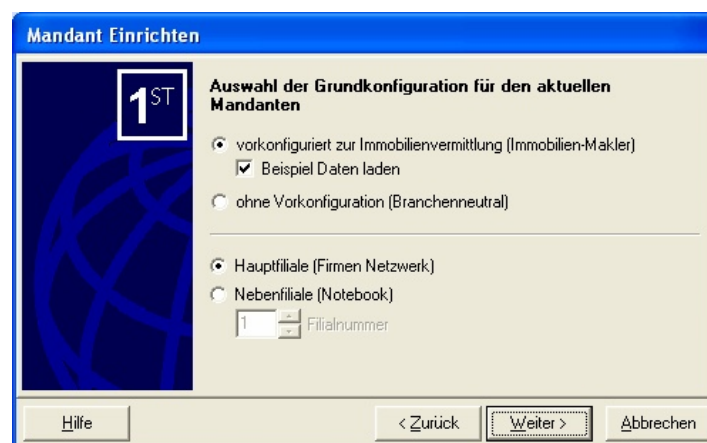 Mandant Einrichten
1ST
Auswahl der Grundkonfiguration für den aktuellen
Mandanten
vorkonfiguriert zur Immobilienvermittlung (Immobilien-Makler)
Beispiel Daten laden
ohne Vorkonfiguration (Branchenneutral)
Hauptfiliale (Firmen Netzwerk)
Nebenfiliale (Notebook)
1 Filialnummer
Hilfe < Zurück Weiter > Abbrechen